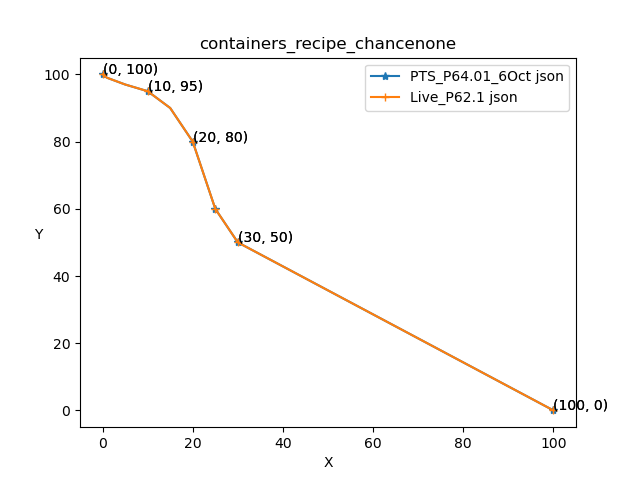 containers_recipe_chancenone
PTS_P64.01_6Oct json
Live_P62.1 json
(0, 100)
(10, 95)
(20, 80)
(30, 50)
(100, 0)
Y
100
80
60
40
20
0
0 20 40 60 80 100
X